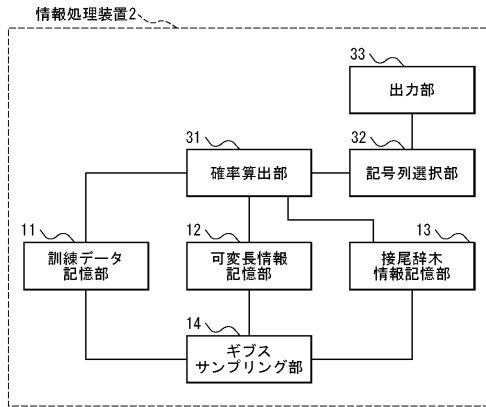 情報処理装置2
33
出力部
31
確率算出部
32
記号列選択部
11
訓練データ
記憶部
12
可変長情報
記憶部
13
接尾辞木
情報記憶部
14
ギブス
サンプリング部